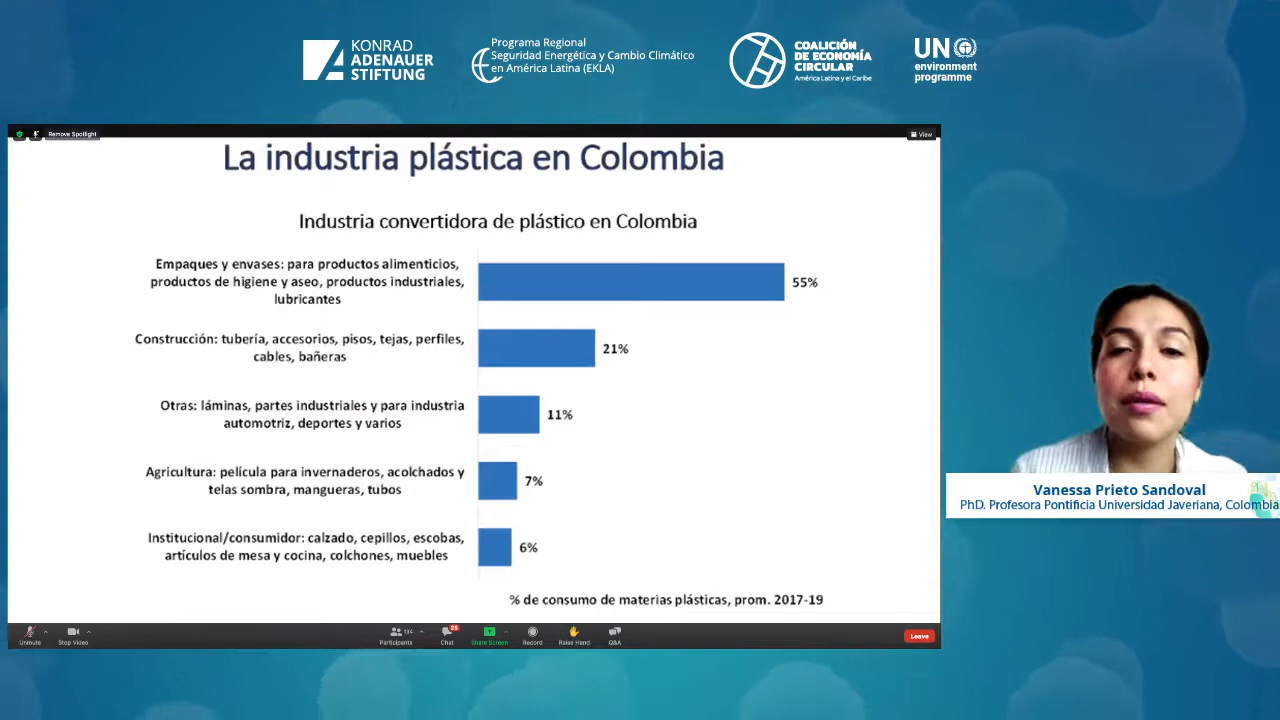 KONRAD
ADENAUER
STIFTUNG
Programa Regional
Seguridad Energética y Cambio Climático
en América Latina (EKLA)
COALICIÓN
DE ECONOMÍA
CIRCULAR
América Latina y el Caribe
UN
environment
programme
Remove Spotlight
View
La industria plástica en Colombia
Industria convertidora de plástico en Colombia
Empaques y envases: para productos alimenticios,
productos de higiene y aseo, productos industriales,
lubricantes
55%
Construcción: tubería, accesorios, pisos, tejas, perfiles,
cables, bañeras
21%
Otras: láminas, partes industriales y para industria
automotriz, deportes y varios
11%
Agricultura: película para invernaderos, acolchados y
telas sombra, mangueras, tubos
7%
Institucional/consumidor: calzado, cepillos, escobas,
artículos de mesa y cocina, colchones, muebles
6%
% de consumo de materias plásticas, prom. 2017-19
Vanessa Prieto Sandoval
PhD. Profesora Pontificia Universidad Javeriana, Colombia
Unmute
Stop Video
134
Participants
Chat
Share Screen
Record
Raise Hand
Q&A
Leave